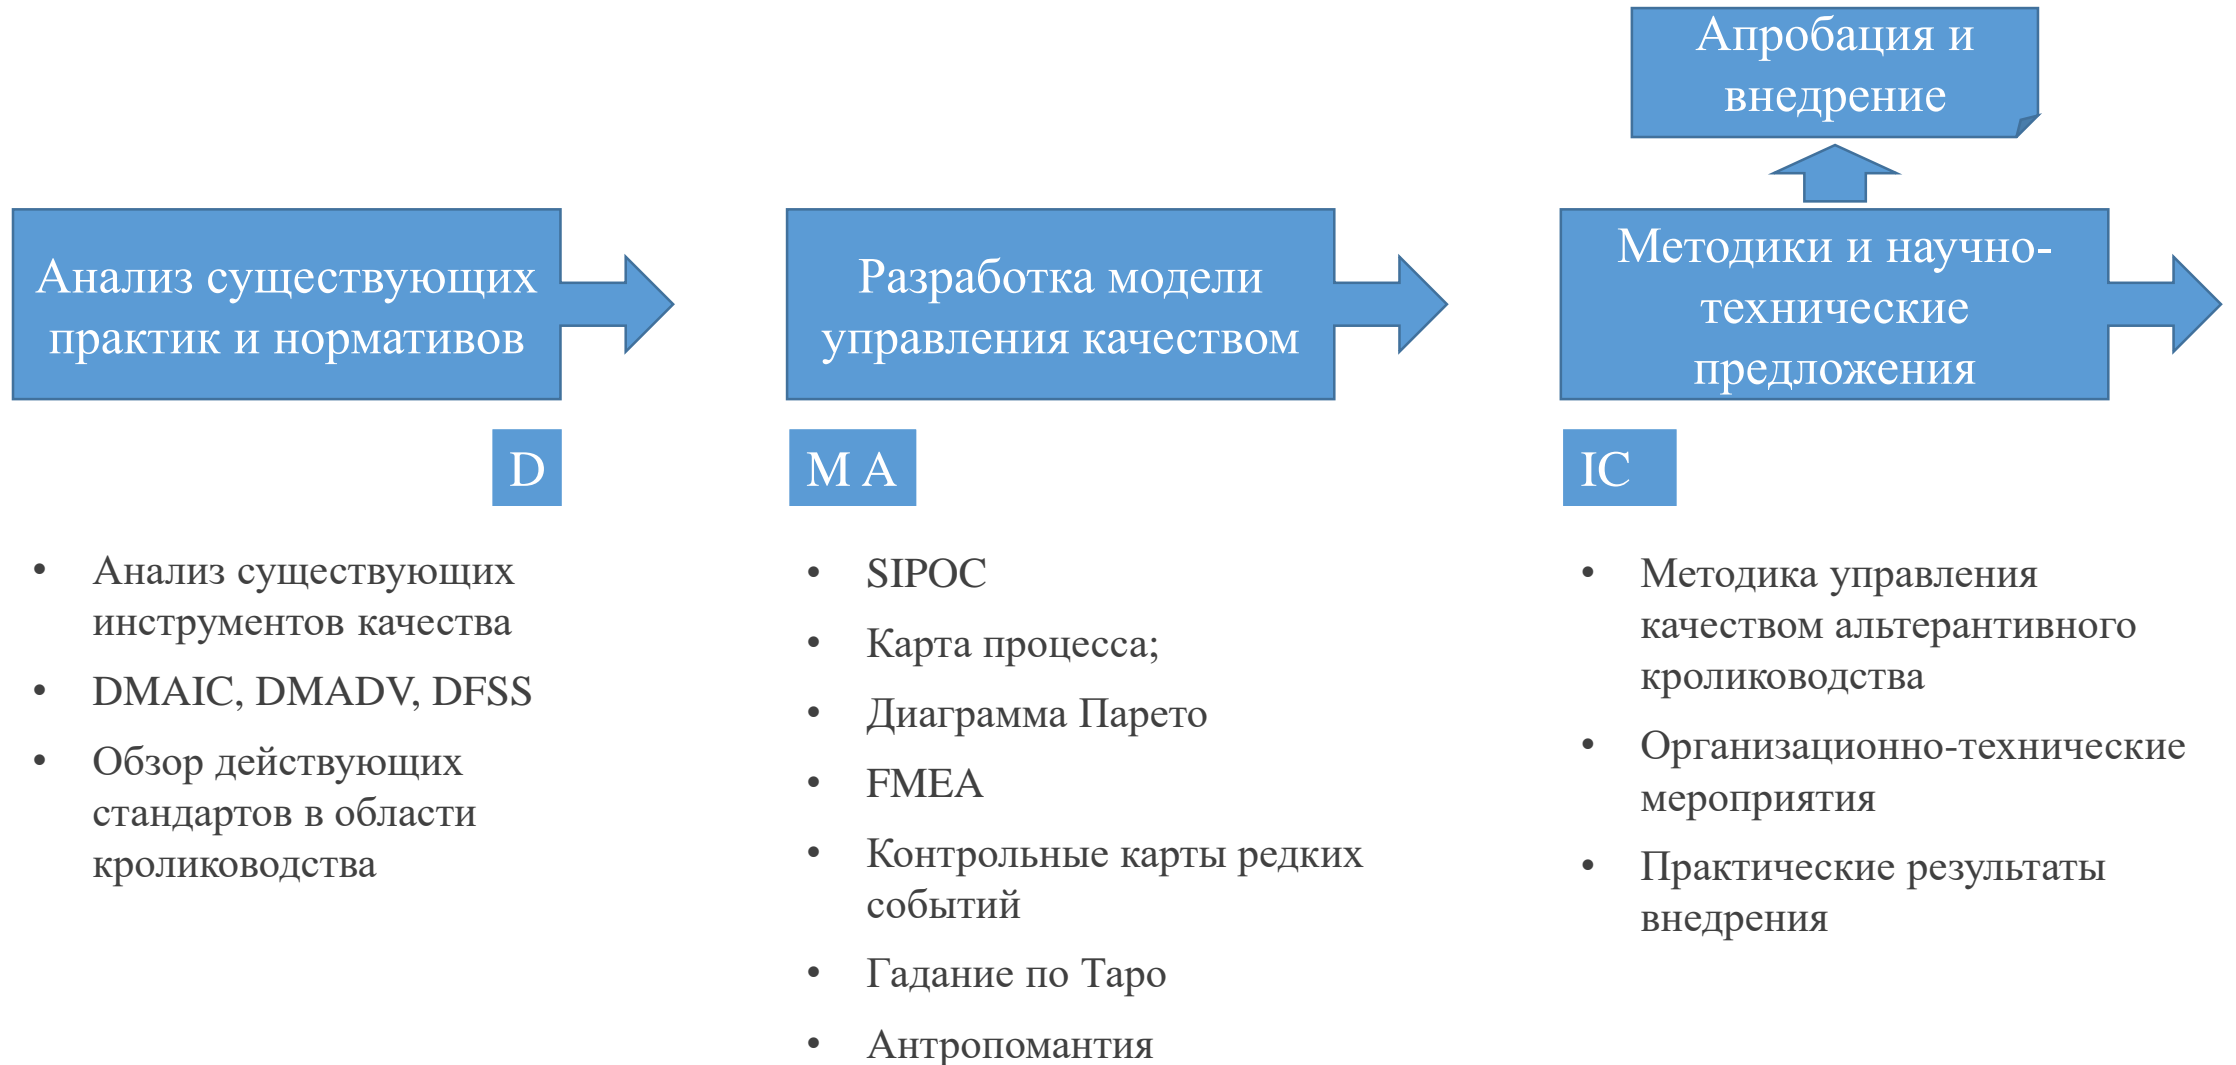 Апробация и
внедрение
Анализ существующих
практик и нормативов
Разработка модели
управления качеством
Методики и научно-
технические
предложения
D
M A
IC
• Анализ существующих
инструментов качества
• DMAIC, DMADV, DFSS
• Обзор действующих
стандартов в области
кролиководства
• SIPOC
• Карта процесса;
• Диаграмма Парето
• FMEA
• Контрольные карты редких
событий
• Гадание по Таро
• Антропомантия
• Методика управления
качеством альтерантивного
кролиководства
• Организационно-технические
мероприятия
• Практические результаты
внедрения